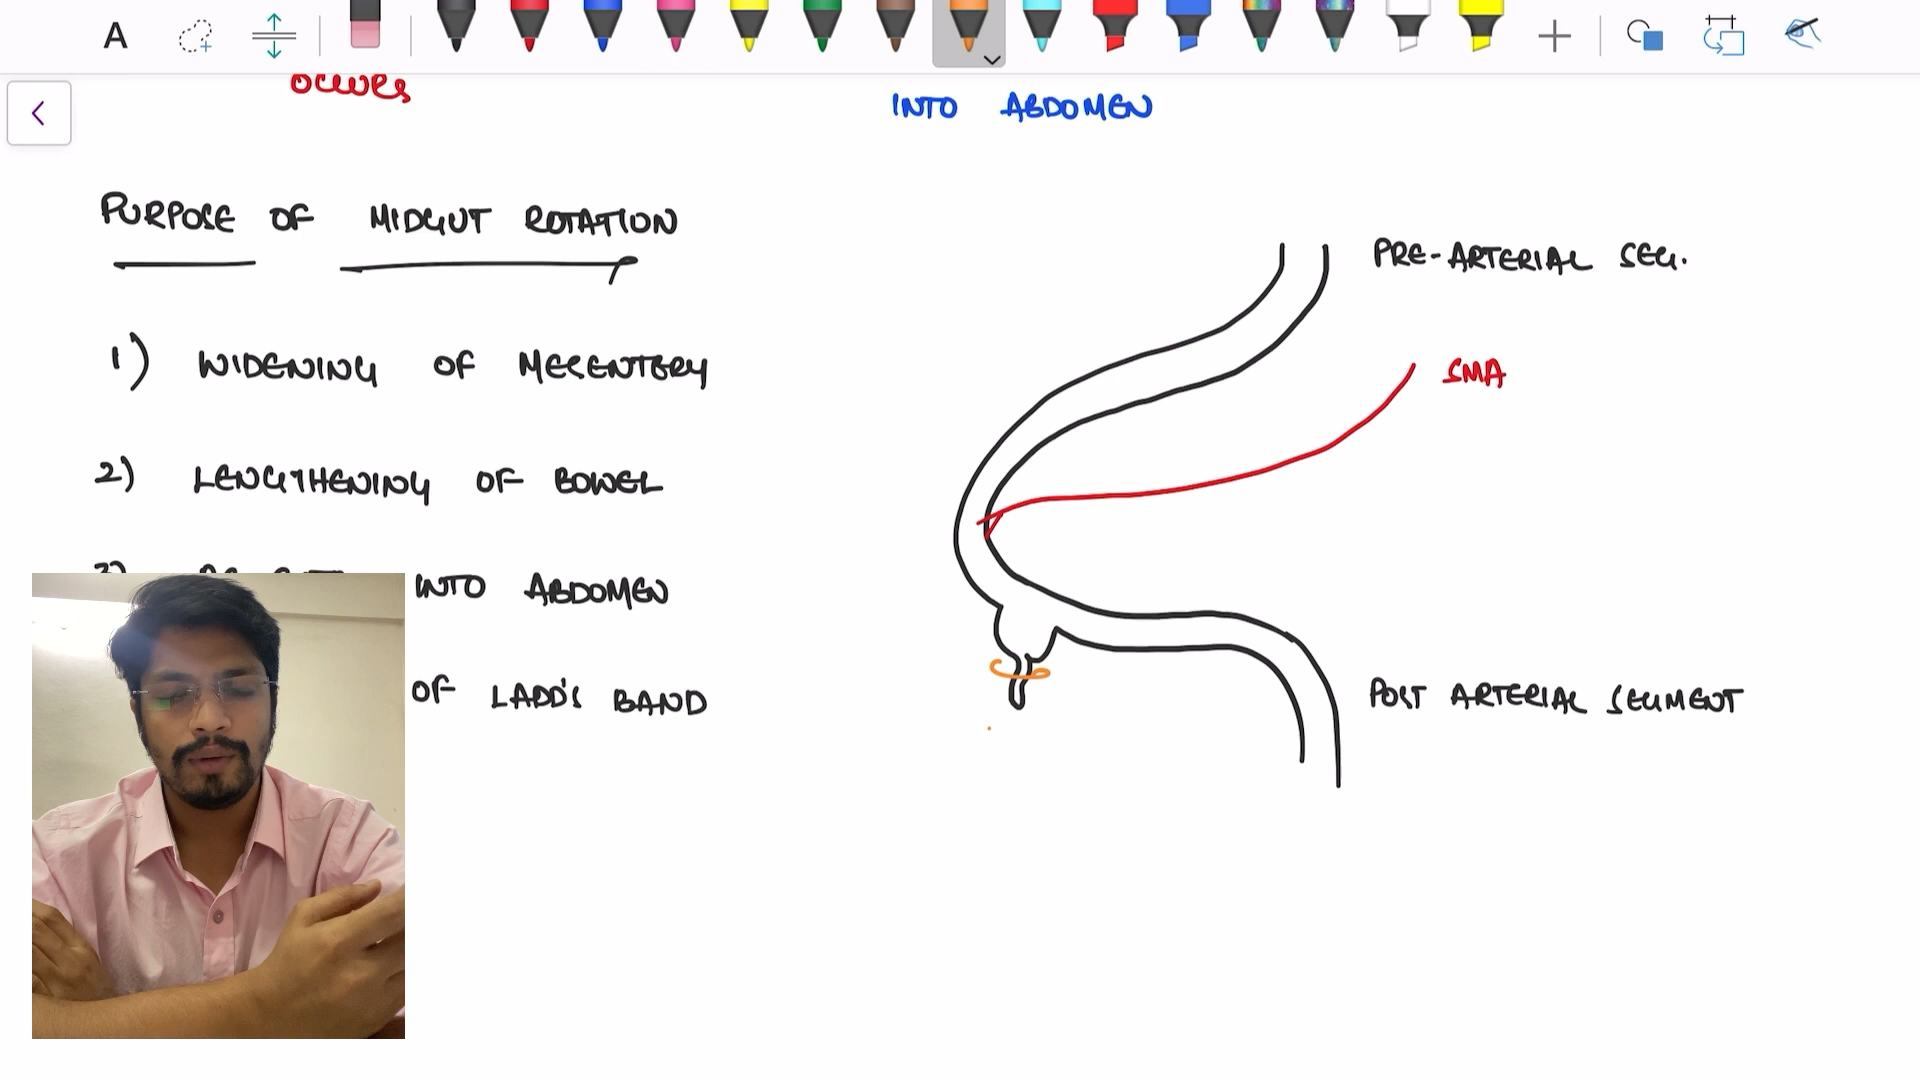 A
OCCURS
INTO ABDOMEN
PURPOSE OF MIDGUT ROTATION
1) WIDENING OF MESENTERY
2) LENGTHENING OF BOWEL
INTO ABDOMEN
OF LADD'S BAND
PRE-ARTERIAL SEG.
SMA
POST ARTERIAL SEGMENT